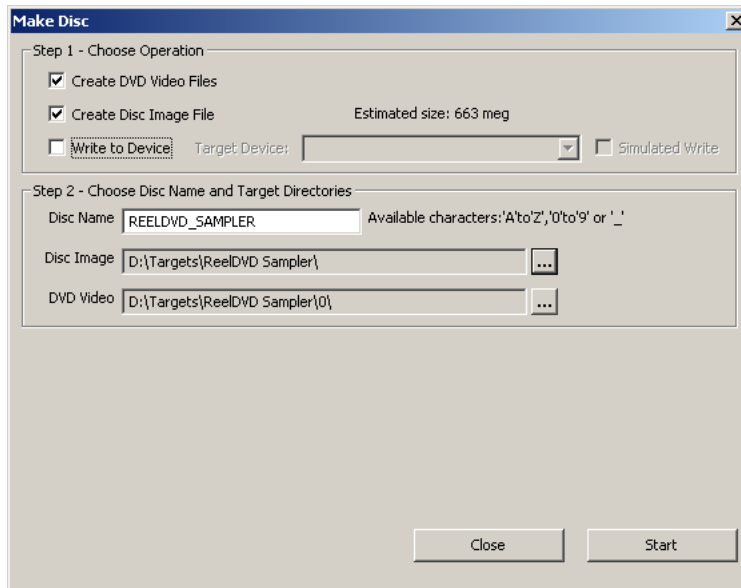 Make Disc
Step 1 - Choose Operation
Create DVD Video Files
Create Disc Image File Estimated size: 663 meg
Write to Device Target Device: Simulated Write
Step 2 - Choose Disc Name and Target Directories
Disc Name REELDVD_SAMPLER Available characters:'A'to'Z','0'to'9' or '_'
Disc Image D:\Targets\ReelDVD Sampler\ ...
DVD Video D:\Targets\ReelDVD Sampler\0\ ...
Close Start